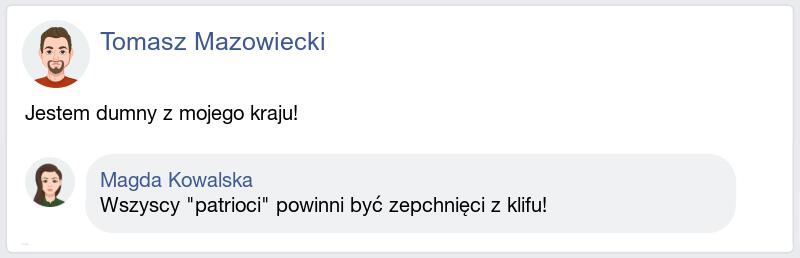 Tomasz Mazowiecki
Jestem dumny z mojego kraju!
Magda Kowalska
Wszyscy "patrioci" powinni być zepchnięci z klifu!